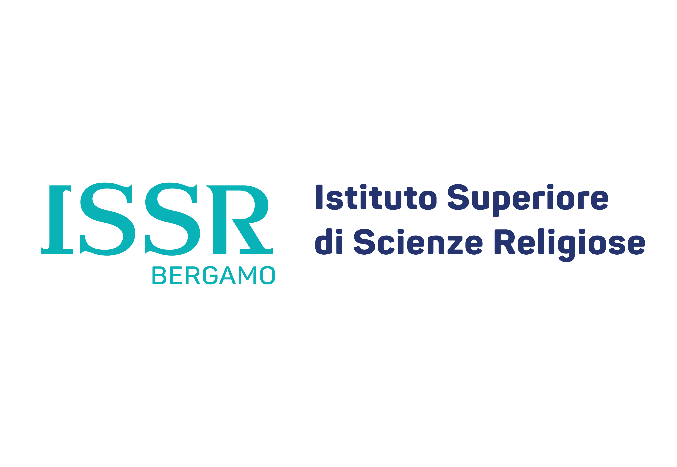 ISSR
BERGAMO
Istituto Superiore
di Scienze Religiose